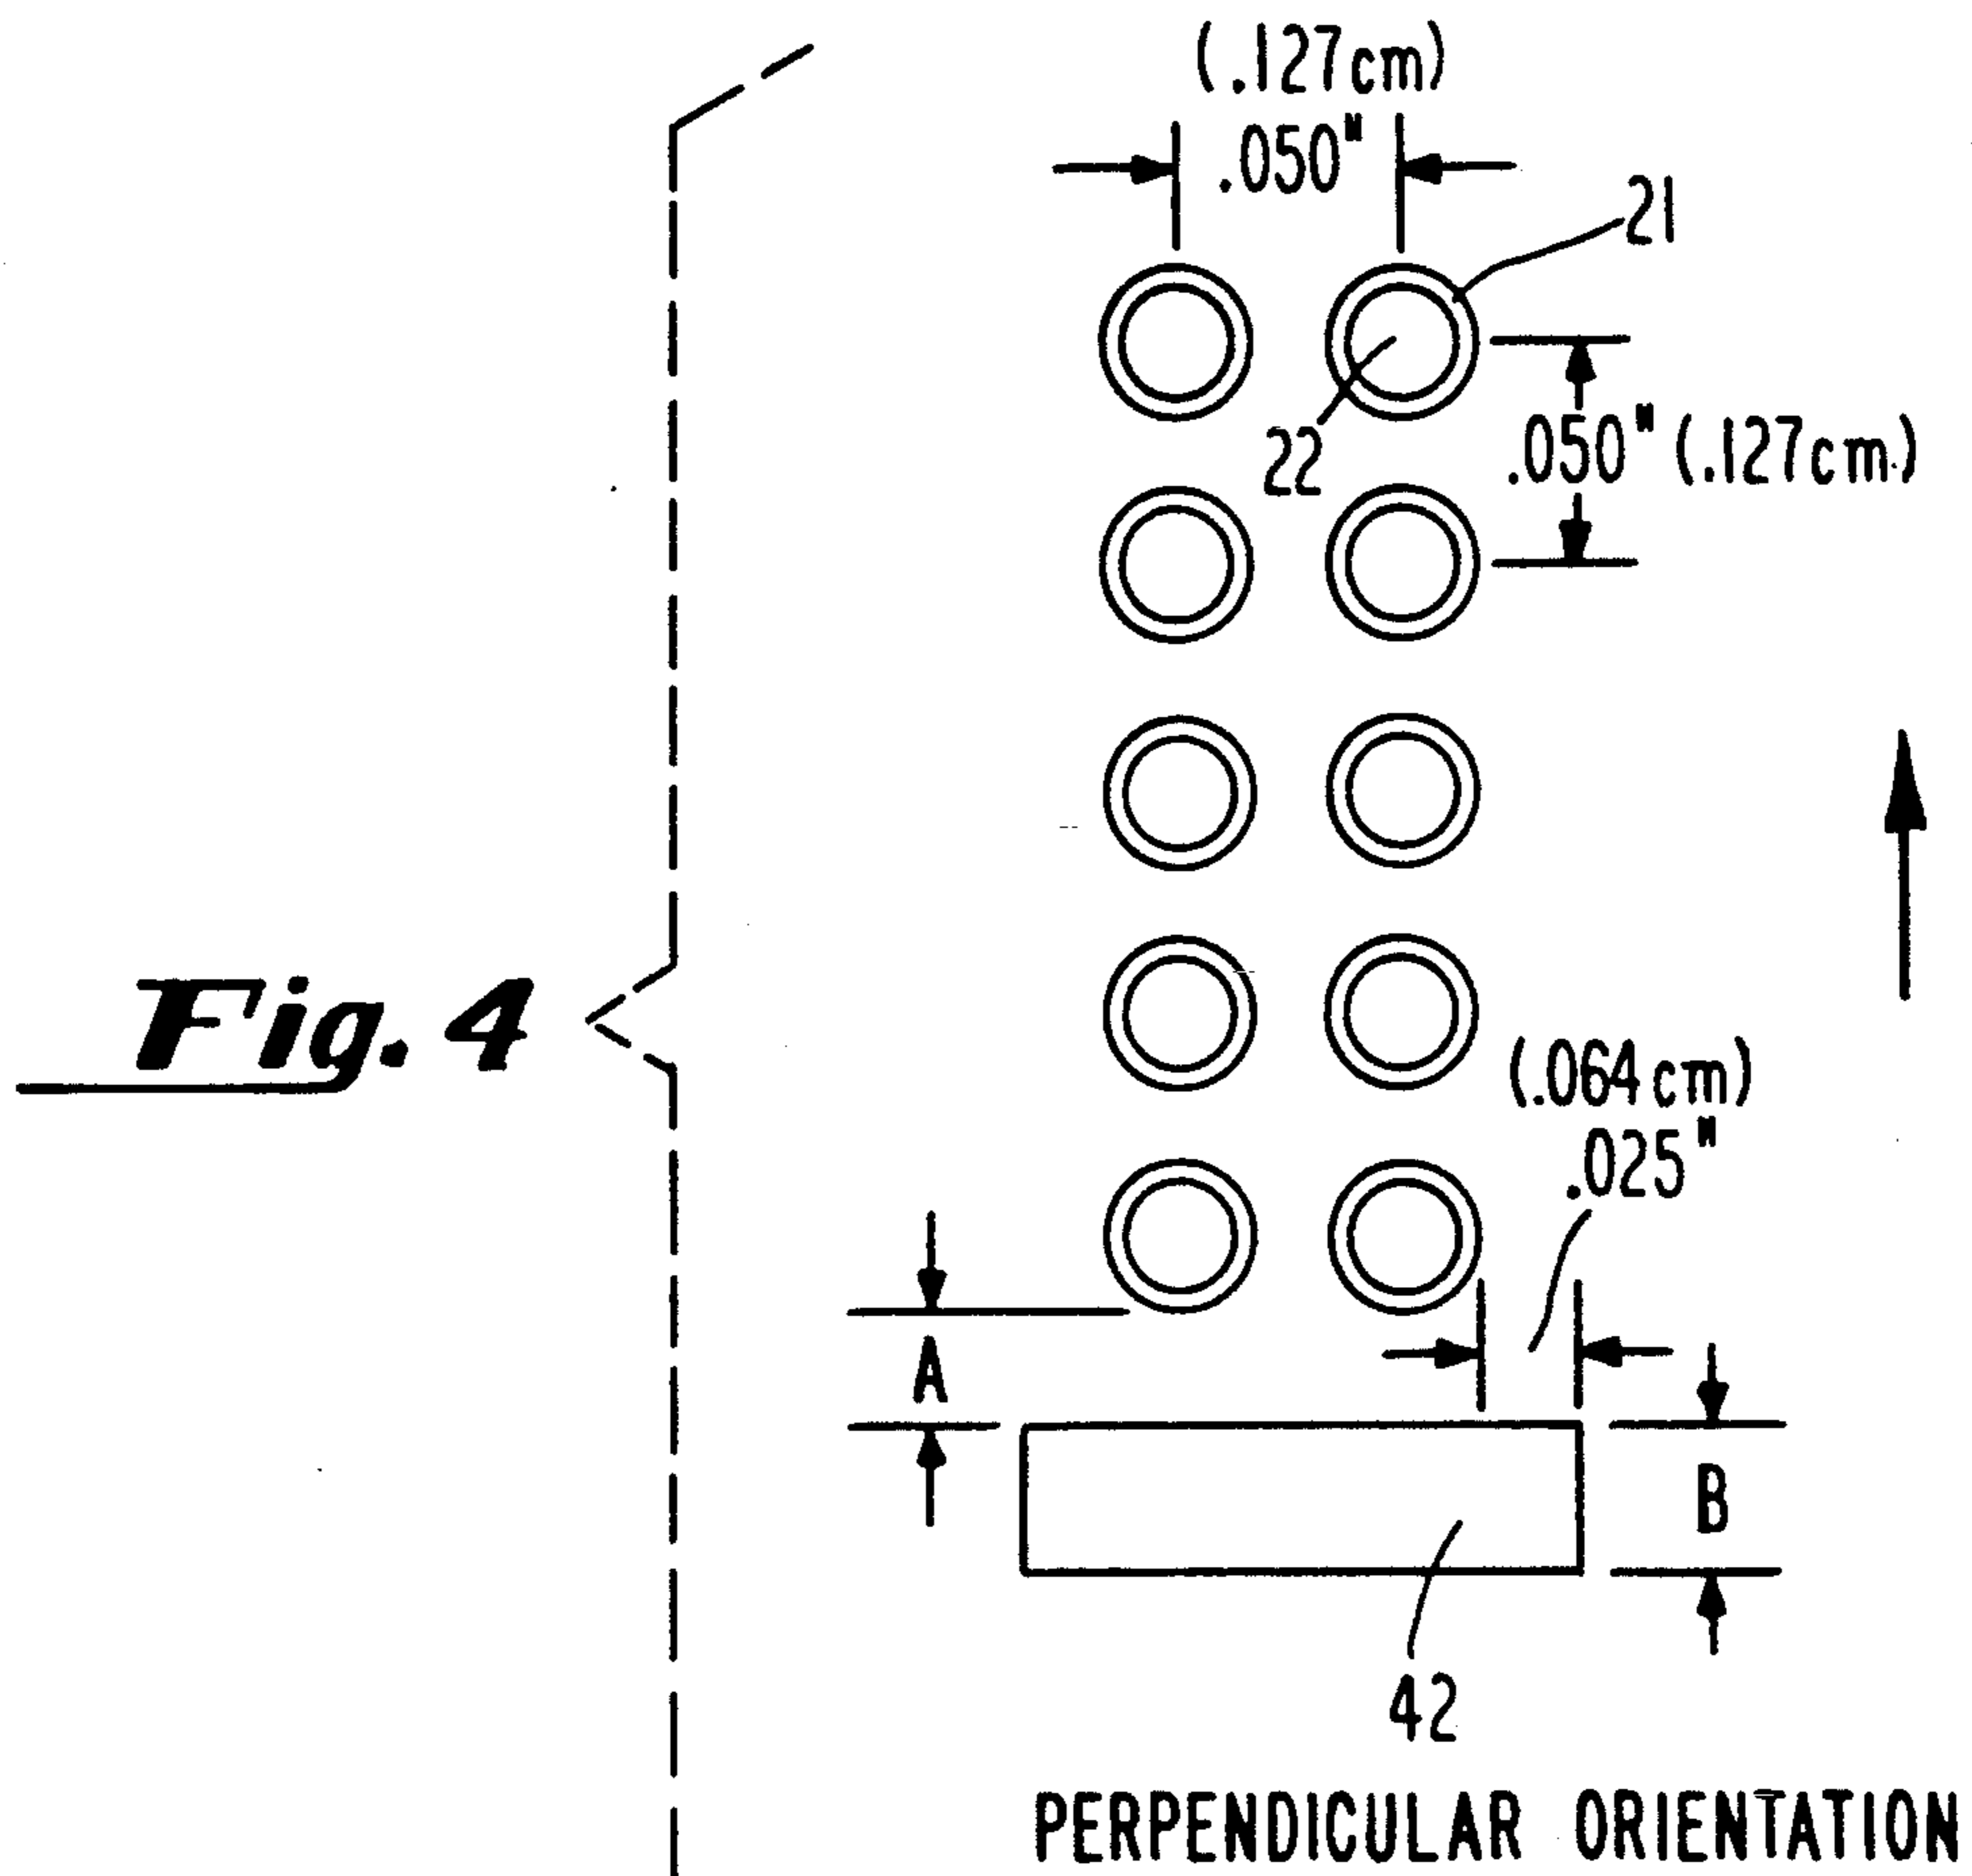 (.127cm)
.050"
21
22
.050" (.127cm)
Fig. 4
(.064cm)
.025"
A
B
42
PERPENDICULAR ORIENTATION